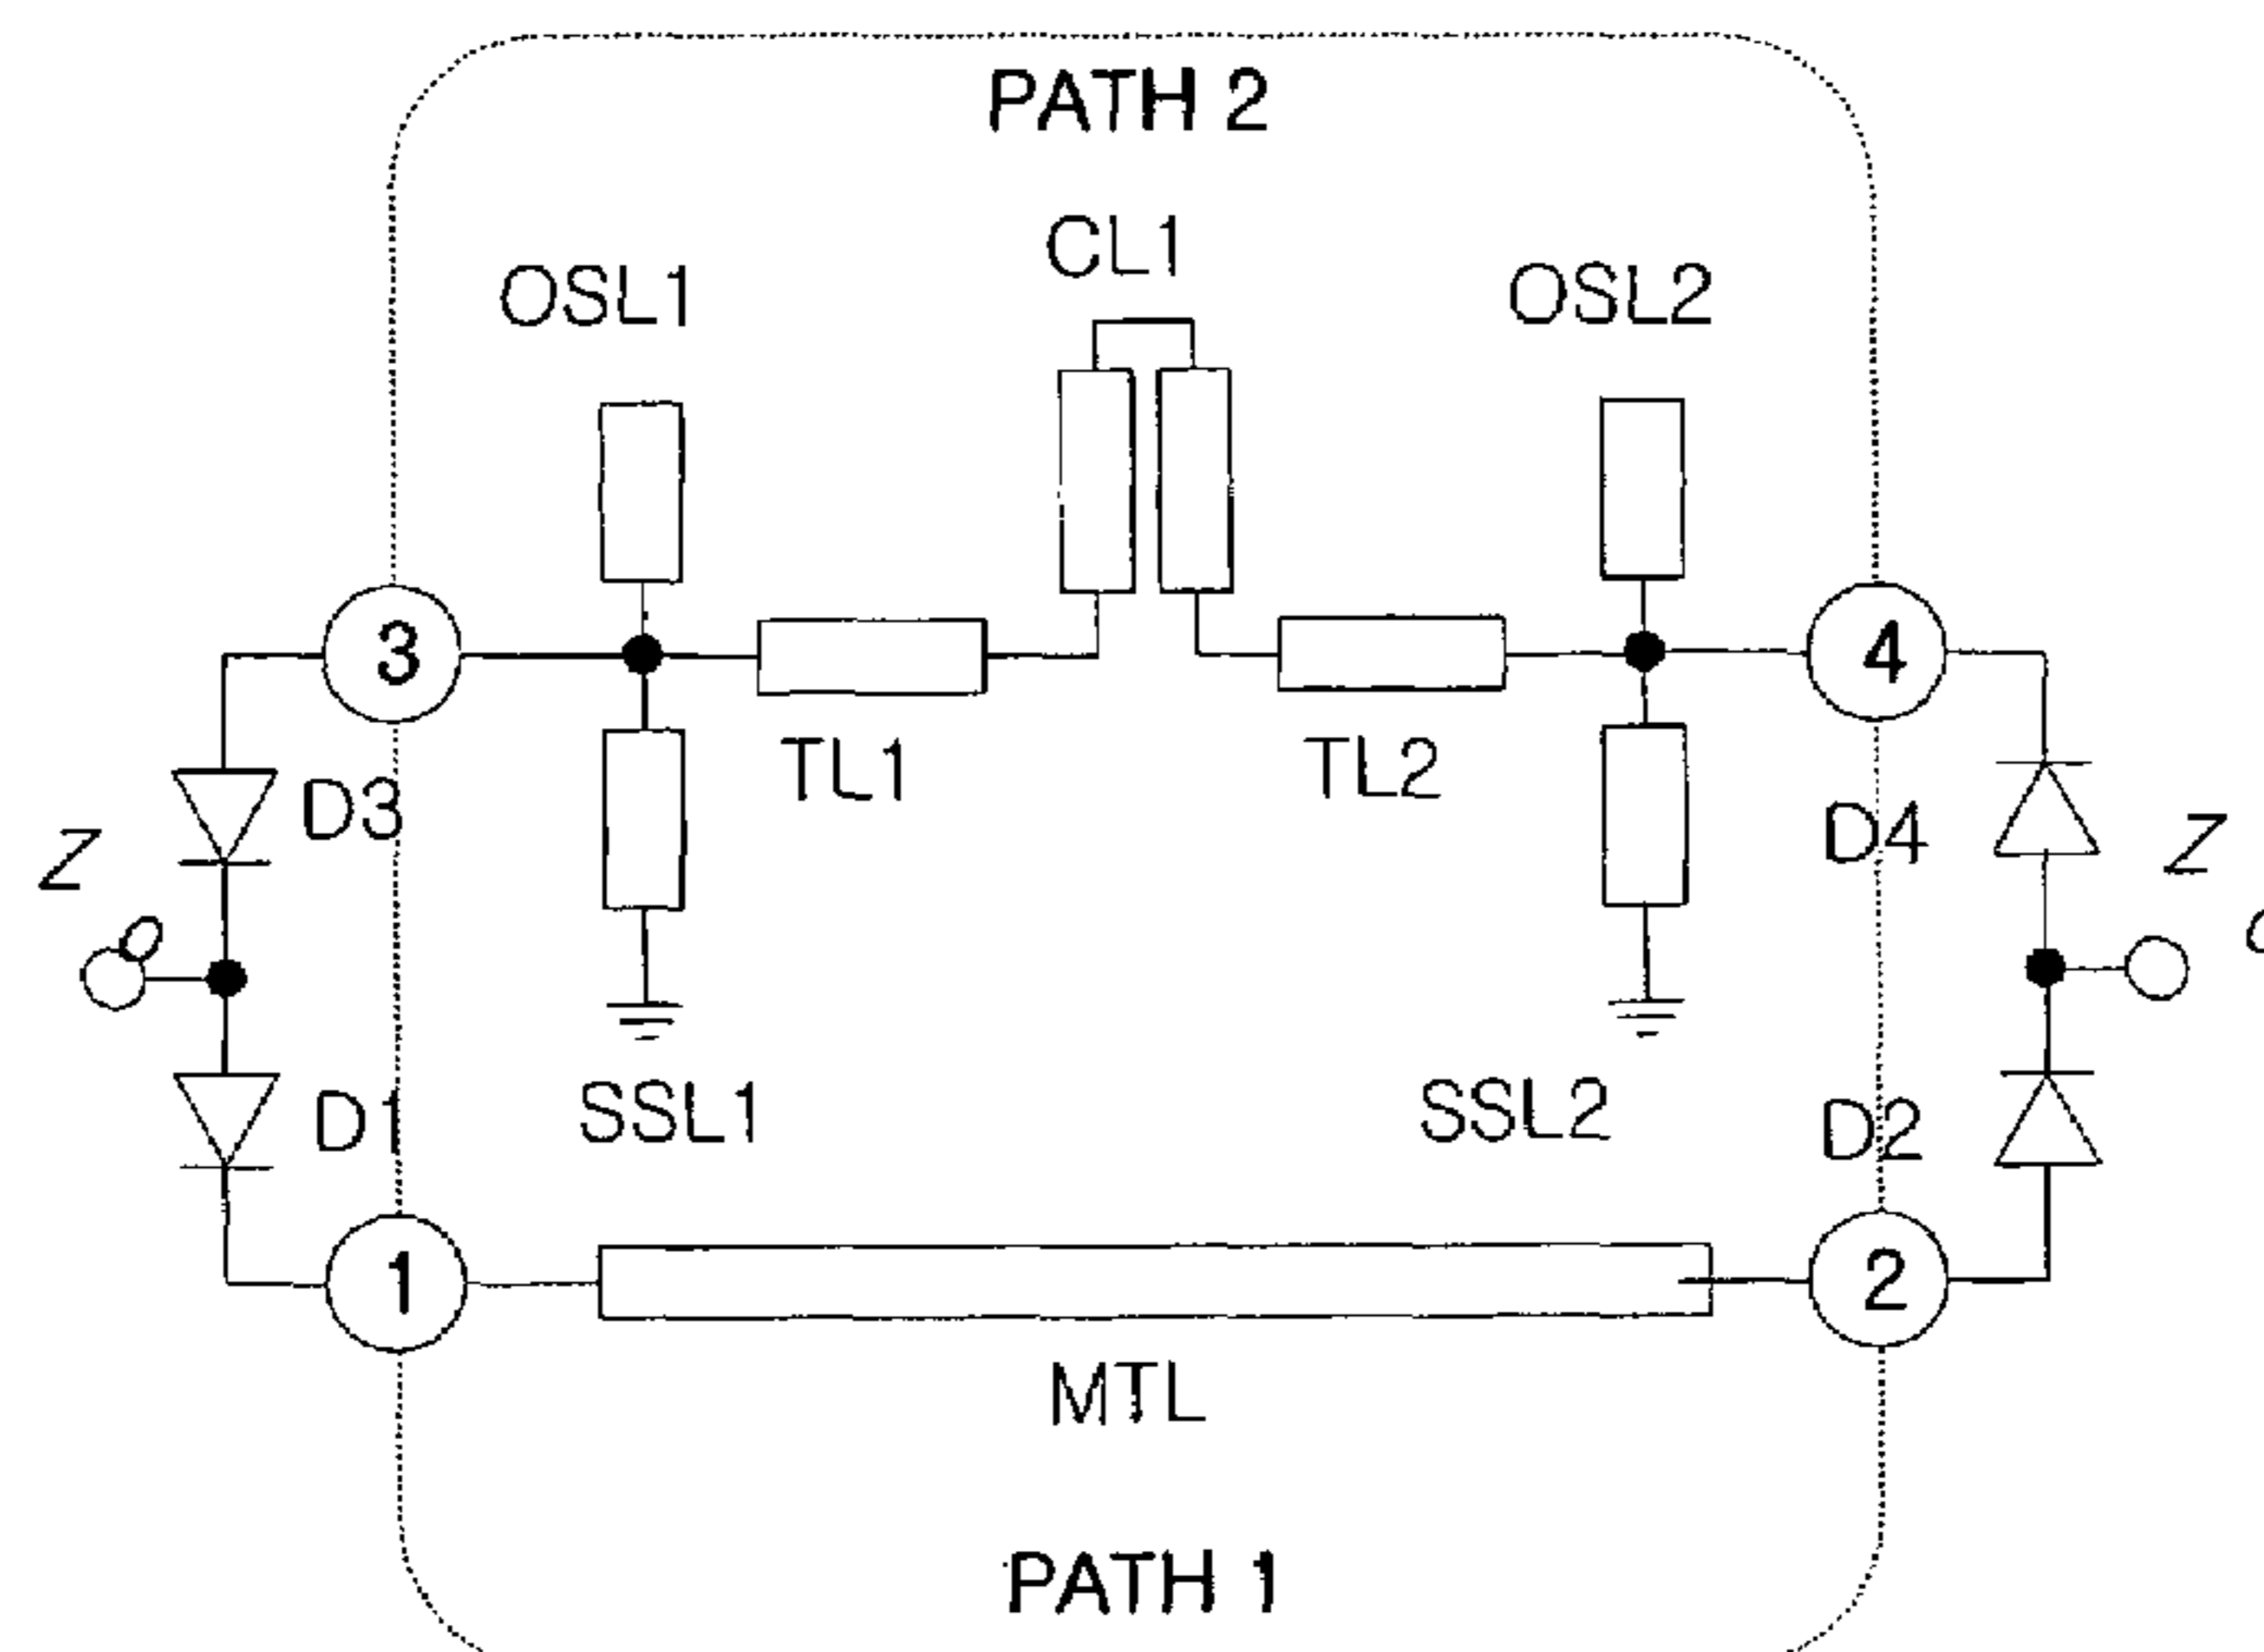 PATH 2
CL1
OSL1
OSL2
3
4
TL1
TL2
D3
D4
Z
O
Z
D1
SSL1
SSL2
D2
1
2
MTL
PATH 1